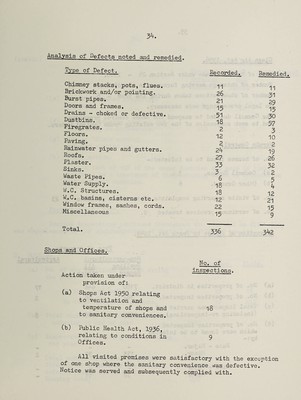 34.
Analysis of Defects noted and remedied.
Type of Defect. Recorded. Remedied.
Chimney stacks, pots, flues. 11 11
Brickwork and/or pointing. 26 31
Burst pipes. 21 29
Doors and frames. 15 15
Drains - choked or defective. 51 30
Dustbins. 18 57
Firegrates. 2 3
Floors. 12 10
Paving. 2 2
Rainwater pipes and gutters. 24 19
Roofs. 27 26
Plaster. 33 32
Sinks. 3 2
Waste Pipes. 6 5
Water Supply. 18 4
W.C. Structures. 18 12
W.C. basins, cisterns etc. 12 21
Window frames, sashes, cords. 22 15
Miscellaneous 15 9
Total. 336 342
Shops and Offices.
No. of
inspections.
Action taken under
provision of:
(a) Shops Act 1950 relating
to ventilation and
temperature of shops and 18
to sanitary conveniences.
(b) Public Health Act, 1936,
relating to conditions in 9
Offices.
All visited premises were satisfactory with the exception
of one shop where the sanitary convenience was defective.
Notice was served and subsequently complied with.